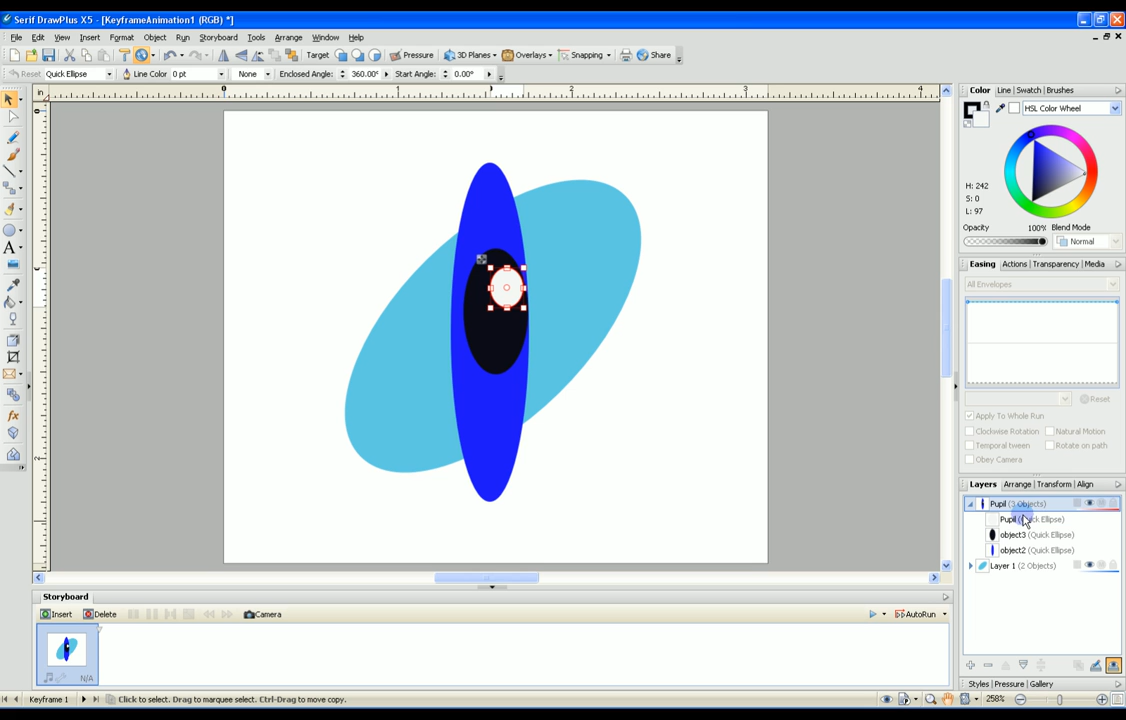 Serif DrawPlus X5 - [KeyframeAnimation1 (RGB) *]
File Edit View Insert Format Object Run Storyboard Tools Arrange Window Help
Target Pressure 3D Planes Overlays Snapping Share
Reset Quick Ellipse Line Color 0 pt None Enclosed Angle: 360.00° Start Angle: 0.00°
in 0 1 2 3 4
Color Line Swatch Brushes
HSL Color Wheel
H: 242
S: 0
L: 97
Opacity 100% Blend Mode
Normal
Easing Actions Transparency Media
All Envelopes
Reset
Apply To Whole Run
Clockwise Rotation Natural Motion
Temporal tween Rotate on path
Obey Camera
Layers Arrange Transform Align
Pupil (3 Objects)
Pupil (Quick Ellipse)
object3 (Quick Ellipse)
object2 (Quick Ellipse)
Layer 1 (2 Objects)
Storyboard
Insert Delete Camera AutoRun
N/A
Styles Pressure Gallery
Keyframe 1 Click to select. Drag to marquee select. Ctrl-Drag to move copy. 258%